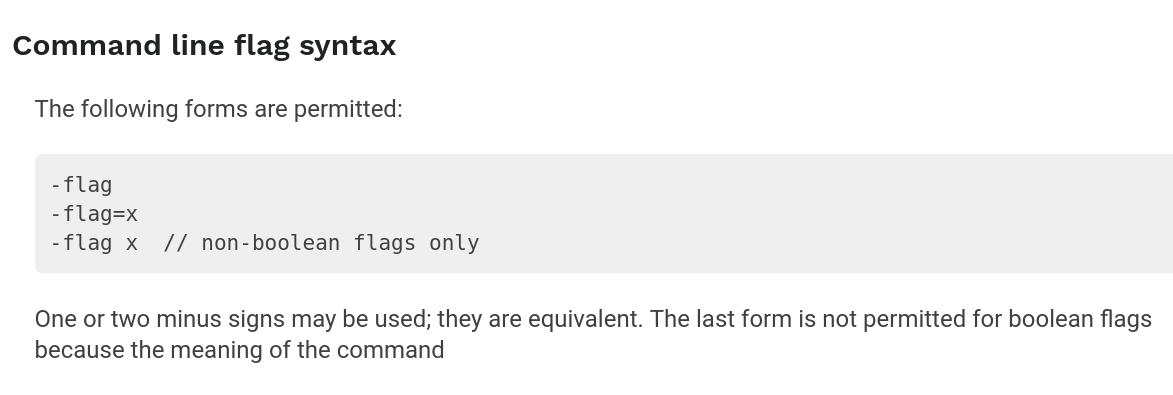 Command line flag syntax
The following forms are permitted:
-flag
-flag=x
-flag x  // non-boolean flags only
One or two minus signs may be used; they are equivalent. The last form is not permitted for boolean flags
because the meaning of the command